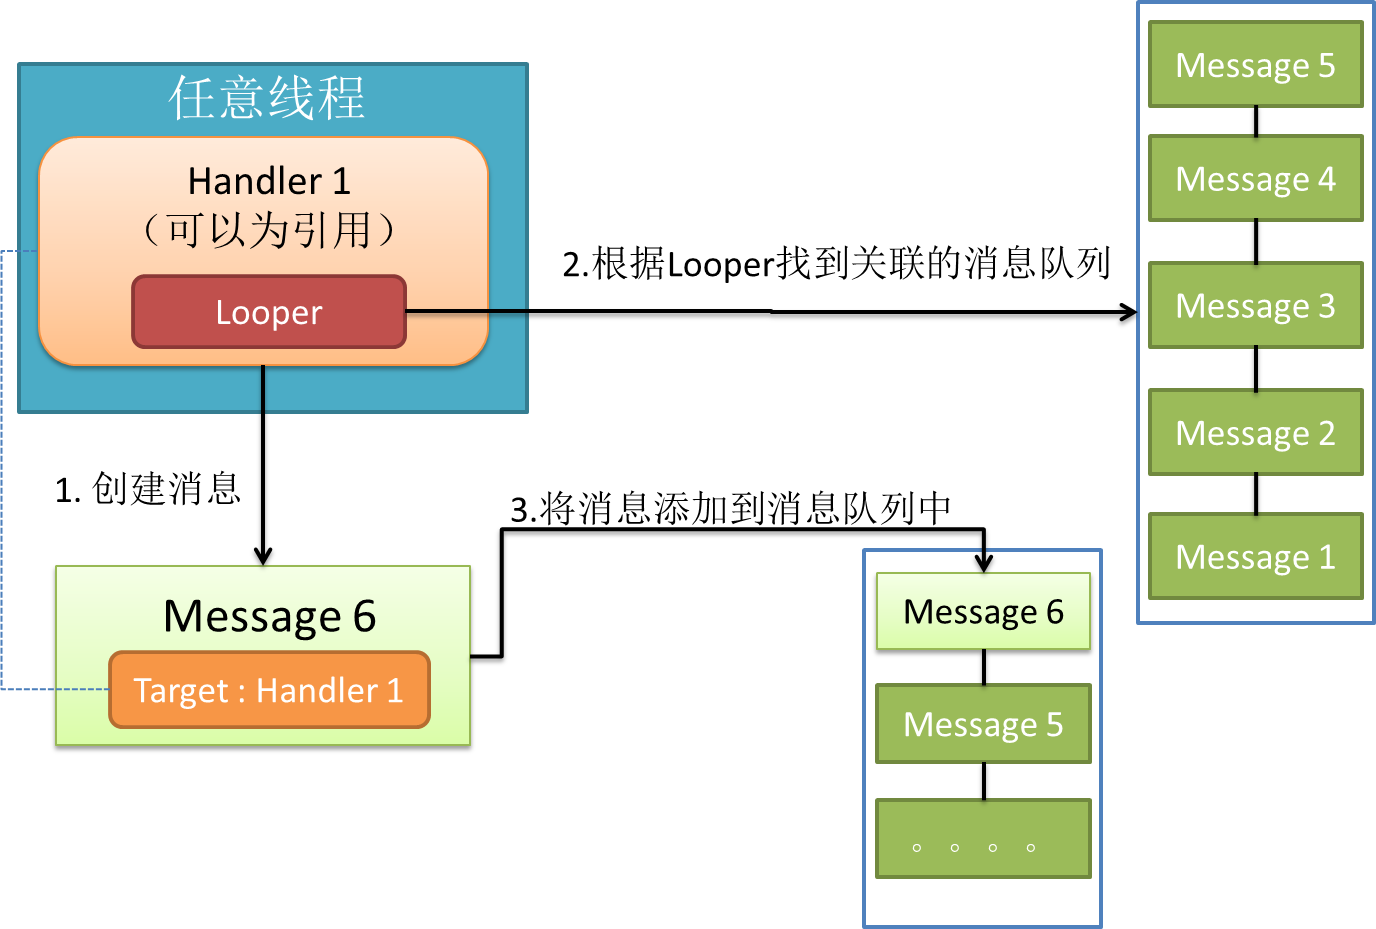 任意线程
Handler 1
（可以为引用）
Looper
2.根据Looper找到关联的消息队列
Message 5
Message 4
Message 3
Message 2
Message 1
1. 创建消息
3.将消息添加到消息队列中
Message 6
Target : Handler 1
Message 6
Message 5
。。。。